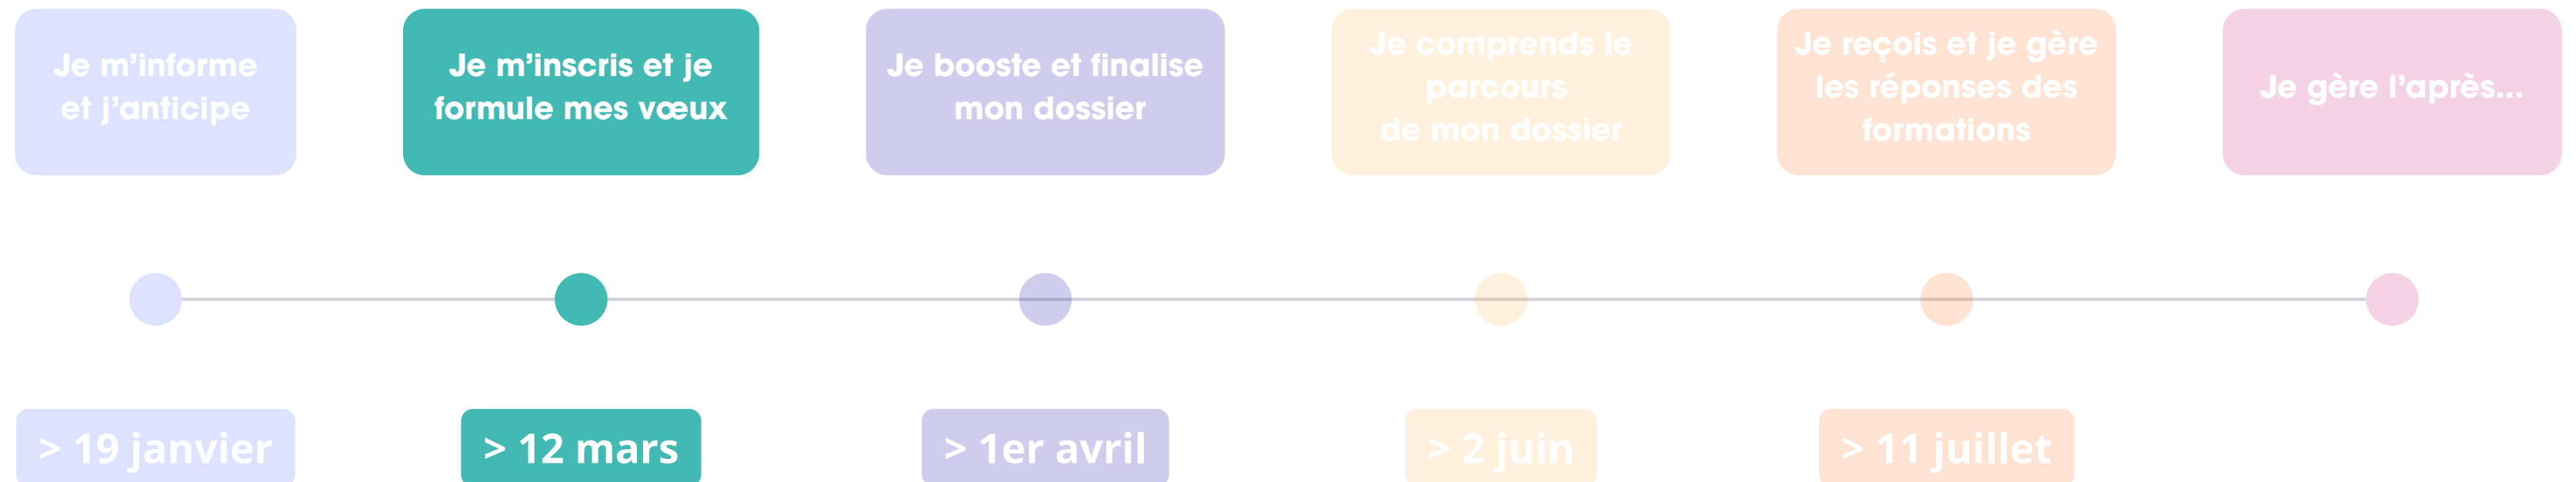 Je m’informe
et j’anticipe
Je m’inscris et je
formule mes vœux
Je booste et finalise
mon dossier
Je comprends le
parcours
de mon dossier
Je reçois et je gère
les réponses des
formations
Je gère l’après...
> 19 janvier
> 12 mars
> 1er avril
> 2 juin
> 11 juillet